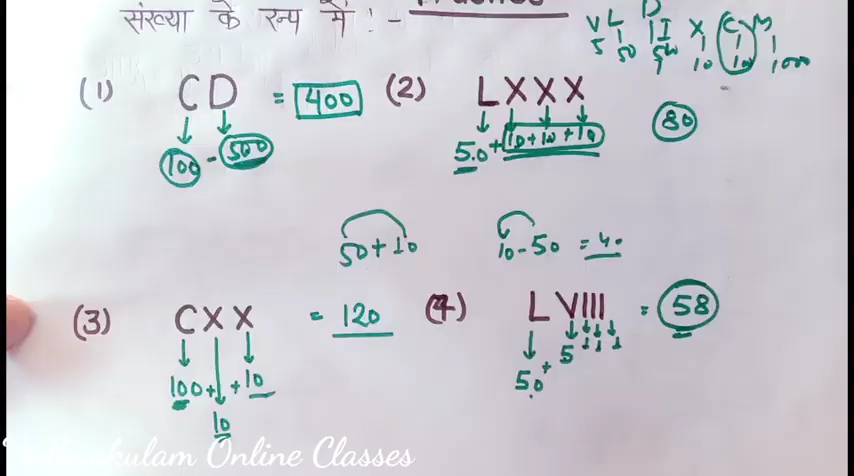 संख्या के रूप में :- Practice
V L D I X C M
5 50 500 1 10 100 1000
(1) CD = 400 (2) LXXX
100 - 500 50 + 10 + 10 + 10 80
50 + 10 10 - 50 = 40
(3) CXX = 120 (4) LVIII = 58
100 + + 10 50 + 5 1 1 1
10
kulam Online Classes